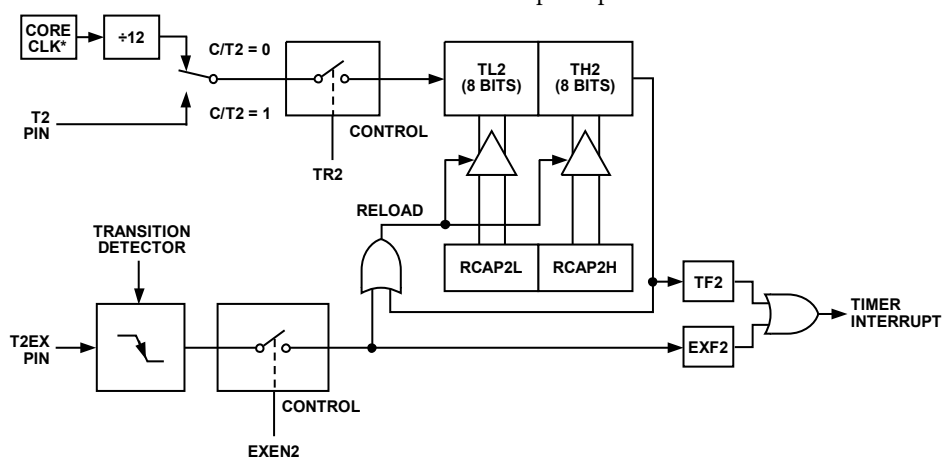 CORE
CLK*
÷12
C/T2 = 0
C/T2 = 1
T2
PIN
CONTROL
TR2
TL2
(8 BITS)
TH2
(8 BITS)
RELOAD
RCAP2L
RCAP2H
TRANSITION
DETECTOR
T2EX
PIN
CONTROL
EXEN2
TF2
EXF2
TIMER
INTERRUPT